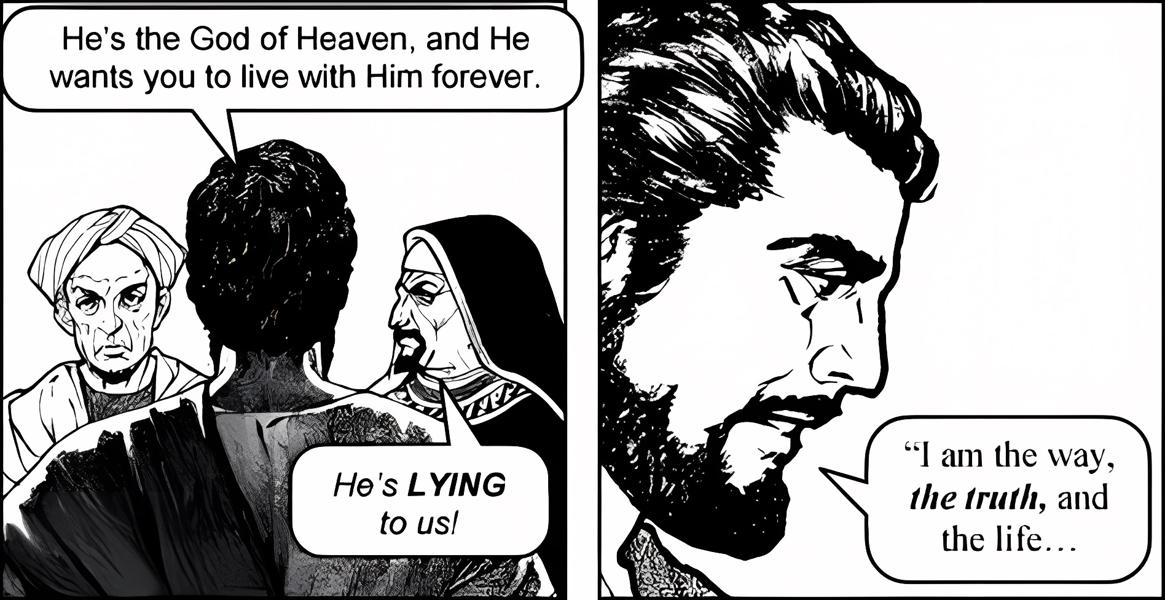 He's the God of Heaven, and He
wants you to live with Him forever.
He's LYING
to us!
“I am the way,
the truth, and
the life...